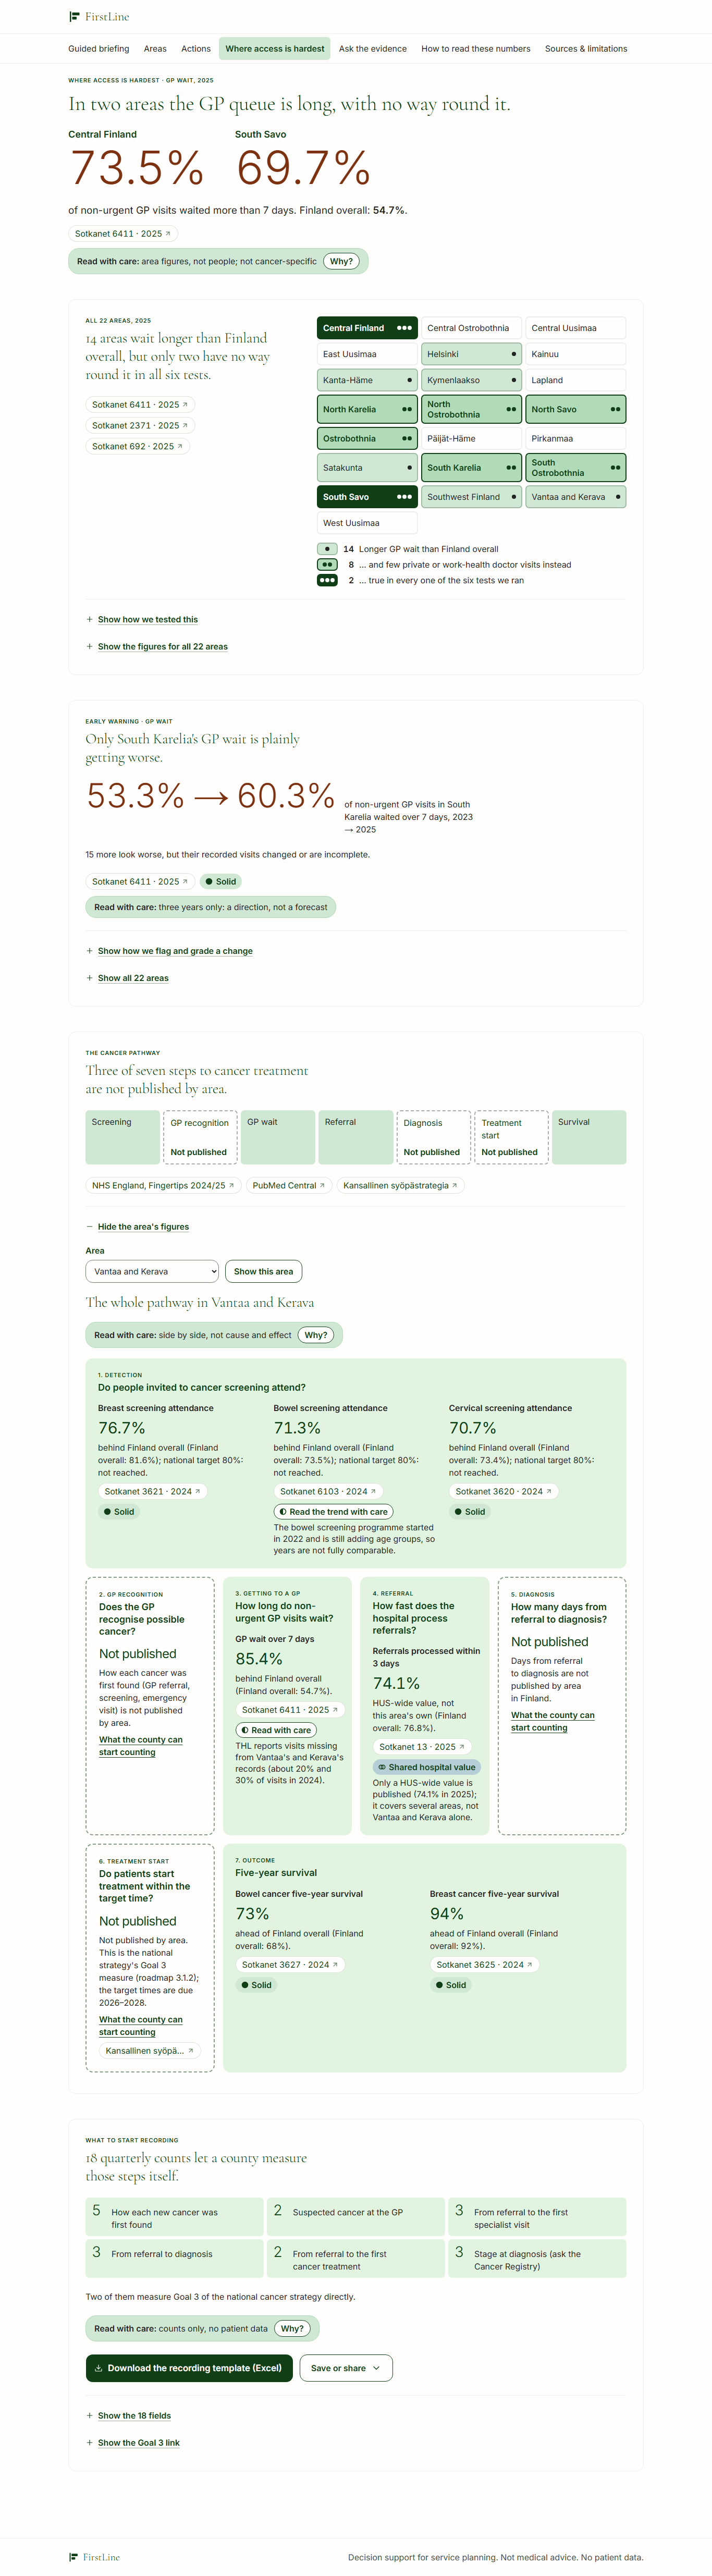 FirstLine
Guided briefing
Areas
Actions
Where access is hardest
Ask the evidence
How to read these numbers
Sources & limitations
WHERE ACCESS IS HARDEST · GP WAIT, 2025
In two areas the GP queue is long, with no way round it.
Central Finland
73.5%
South Savo
69.7%
of non-urgent GP visits waited more than 7 days. Finland overall: 54.7%.
Sotkanet 6411 · 2025 ↗
Read with care: area figures, not people; not cancer-specific
Why?
ALL 22 AREAS, 2025
14 areas wait longer than Finland
overall, but only two have no way
round it in all six tests.
Sotkanet 6411 · 2025 ↗
Sotkanet 2371 · 2025 ↗
Sotkanet 692 · 2025 ↗
Central Finland
Central Ostrobothnia
Central Uusimaa
East Uusimaa
Helsinki
Kainuu
Kanta-Häme
Kymenlaakso
Lapland
North Karelia
North
Ostrobothnia
North Savo
Ostrobothnia
Päijät-Häme
Pirkanmaa
Satakunta
South Karelia
South
Ostrobothnia
South Savo
Southwest Finland
Vantaa and Kerava
West Uusimaa
14 Longer GP wait than Finland overall
8 … and few private or work-health doctor visits instead
2 … true in every one of the six tests we ran
+ Show how we tested this
+ Show the figures for all 22 areas
EARLY WARNING · GP WAIT
Only South Karelia's GP wait is plainly
getting worse.
53.3% → 60.3%
of non-urgent GP visits in South
Karelia waited over 7 days, 2023
→ 2025
15 more look worse, but their recorded visits changed or are incomplete.
Sotkanet 6411 · 2025 ↗
Solid
Read with care: three years only: a direction, not a forecast
+ Show how we flag and grade a change
+ Show all 22 areas
THE CANCER PATHWAY
Three of seven steps to cancer treatment
are not published by area.
Screening
GP recognition
Not published
GP wait
Referral
Diagnosis
Not published
Treatment
start
Not published
Survival
NHS England, Fingertips 2024/25 ↗
PubMed Central ↗
Kansallinen syöpästrategia ↗
− Hide the area's figures
Area
Vantaa and Kerava
Show this area
The whole pathway in Vantaa and Kerava
Read with care: side by side, not cause and effect
Why?
1. DETECTION
Do people invited to cancer screening attend?
Breast screening attendance
76.7%
behind Finland overall (Finland
overall: 81.6%); national target 80%:
not reached.
Sotkanet 3621 · 2024 ↗
Solid
Bowel screening attendance
71.3%
behind Finland overall (Finland
overall: 73.5%); national target 80%:
not reached.
Sotkanet 6103 · 2024 ↗
Read the trend with care
The bowel screening programme started
in 2022 and is still adding age groups, so
years are not fully comparable.
Cervical screening attendance
70.7%
behind Finland overall (Finland
overall: 73.4%); national target 80%:
not reached.
Sotkanet 3620 · 2024 ↗
Solid
2. GP RECOGNITION
Does the GP
recognise possible
cancer?
Not published
How each cancer was
first found (GP referral,
screening, emergency
visit) is not published
by area.
What the county can
start counting
3. GETTING TO A GP
How long do non-
urgent GP visits wait?
GP wait over 7 days
85.4%
behind Finland overall
(Finland overall: 54.7%).
Sotkanet 6411 · 2025 ↗
Read with care
THL reports visits missing
from Vantaa's and Kerava's
records (about 20% and
30% of visits in 2024).
4. REFERRAL
How fast does the
hospital process
referrals?
Referrals processed within
3 days
74.1%
HUS-wide value, not
this area's own (Finland
overall: 76.8%).
Sotkanet 13 · 2025 ↗
Shared hospital value
Only a HUS-wide value is
published (74.1% in 2025);
it covers several areas, not
Vantaa and Kerava alone.
5. DIAGNOSIS
How many days from
referral to diagnosis?
Not published
Days from referral
to diagnosis are not
published by area
in Finland.
What the county can
start counting
6. TREATMENT START
Do patients start
treatment within the
target time?
Not published
Not published by area.
This is the national
strategy's Goal 3
measure (roadmap 3.1.2);
the target times are due
2026–2028.
What the county can
start counting
Kansallinen syöpä… ↗
7. OUTCOME
Five-year survival
Bowel cancer five-year survival
73%
ahead of Finland overall (Finland
overall: 68%).
Sotkanet 3627 · 2024 ↗
Solid
Breast cancer five-year survival
94%
ahead of Finland overall (Finland
overall: 92%).
Sotkanet 3625 · 2024 ↗
Solid
WHAT TO START RECORDING
18 quarterly counts let a county measure
those steps itself.
5 How each new cancer was
first found
2 Suspected cancer at the GP
3 From referral to the first
specialist visit
3 From referral to diagnosis
2 From referral to the first
cancer treatment
3 Stage at diagnosis (ask the
Cancer Registry)
Two of them measure Goal 3 of the national cancer strategy directly.
Read with care: counts only, no patient data
Why?
Download the recording template (Excel)
Save or share
+ Show the 18 fields
+ Show the Goal 3 link
FirstLine
Decision support for service planning. Not medical advice. No patient data.